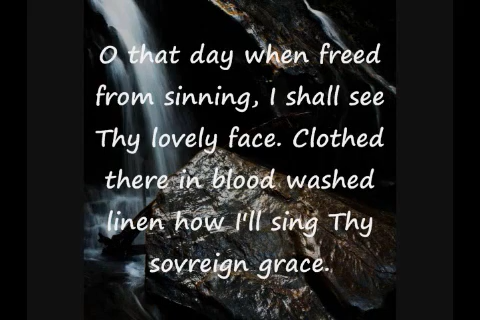 O that day when freed
from sinning, I shall see
Thy lovely face. Clothed
there in blood washed
linen how I'll sing Thy
sovreign grace.